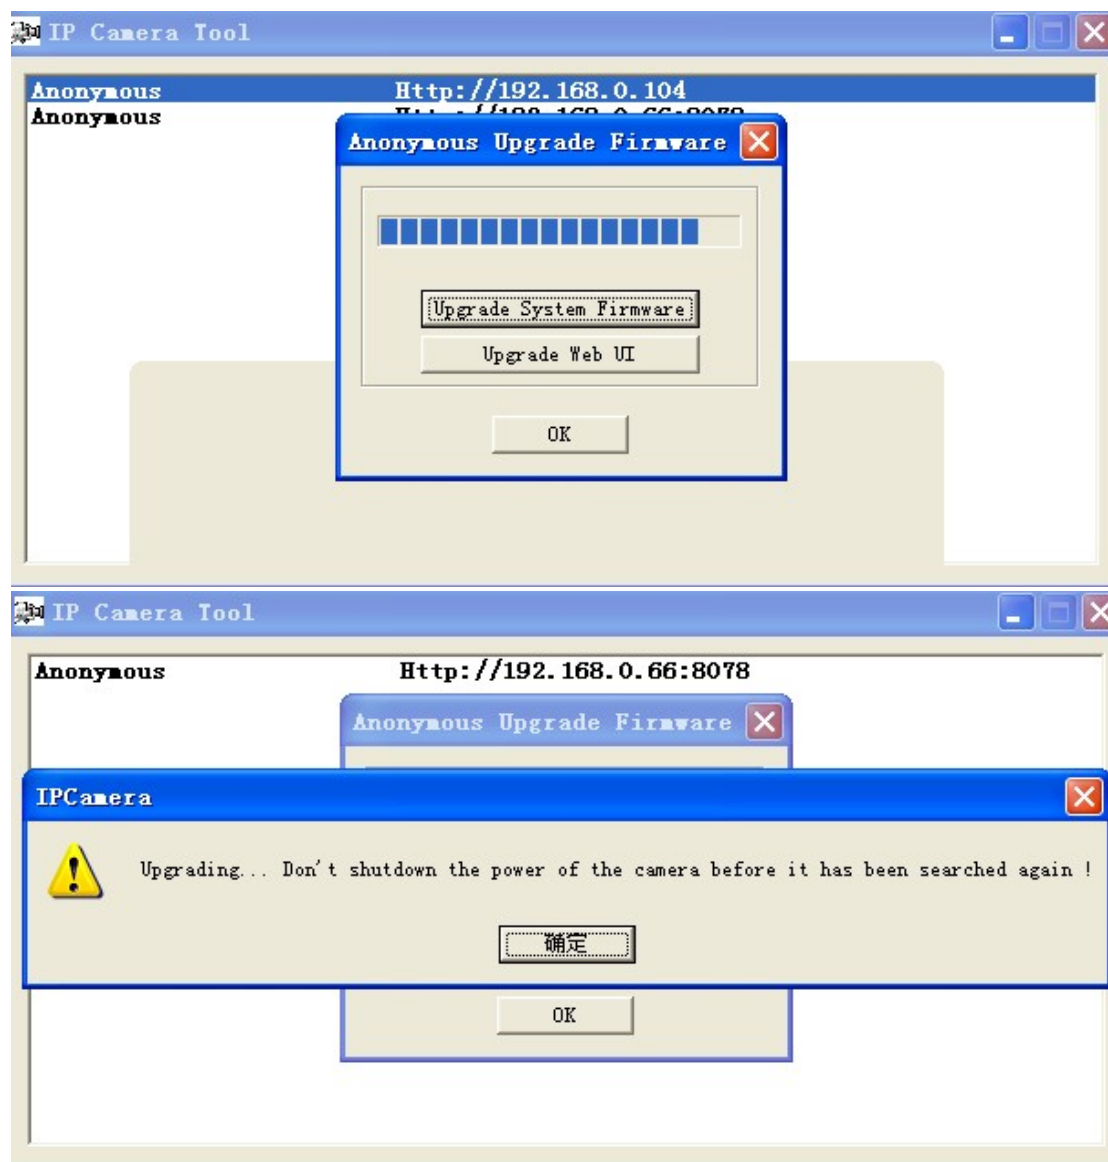 IP Camera Tool
Anonymous Http://192.168.0.104
Anonymous
Anonymous Upgrade Firmware
Upgrade System Firmware
Upgrade Web UI
OK
IP Camera Tool
Anonymous Http://192.168.0.66:8078
Anonymous Upgrade Firmware
IPCamera
Upgrading... Don't shutdown the power of the camera before it has been searched again !
确定
OK